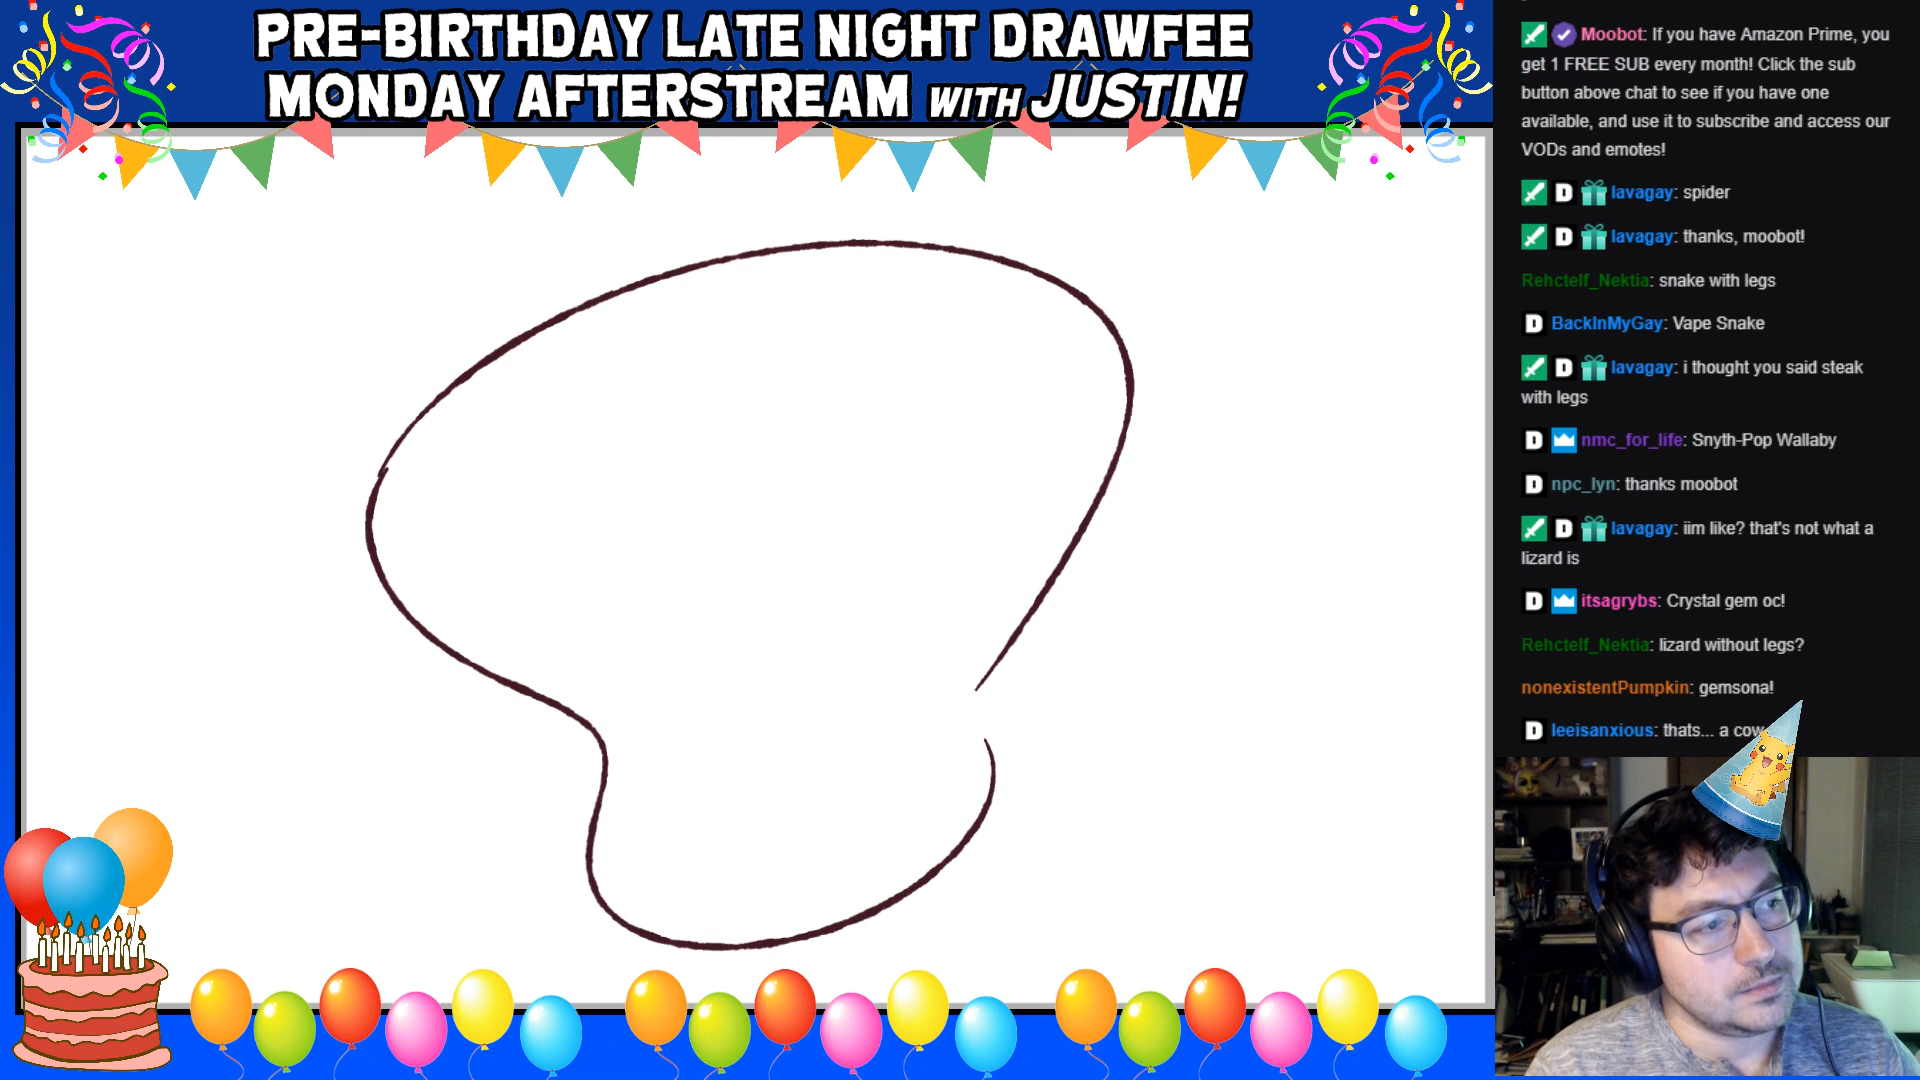 PRE-BIRTHDAY LATE NIGHT DRAWFEE
MONDAY AFTERSTREAM WITH JUSTIN!
Moobot: If you have Amazon Prime, you
get 1 FREE SUB every month! Click the sub
button above chat to see if you have one
available, and use it to subscribe and access our
VODs and emotes!
D lavagay: spider
D lavagay: thanks, moobot!
Rehctelf_Nektia: snake with legs
D BackInMyGay: Vape Snake
D lavagay: i thought you said steak
with legs
D nmc_for_life: Snyth-Pop Wallaby
D npc_lyn: thanks moobot
D lavagay: iim like? that's not what a
lizard is
D itsagrybs: Crystal gem oc!
Rehctelf_Nektia: lizard without legs?
nonexistentPumpkin: gemsona!
D leeisanxious: thats... a cow